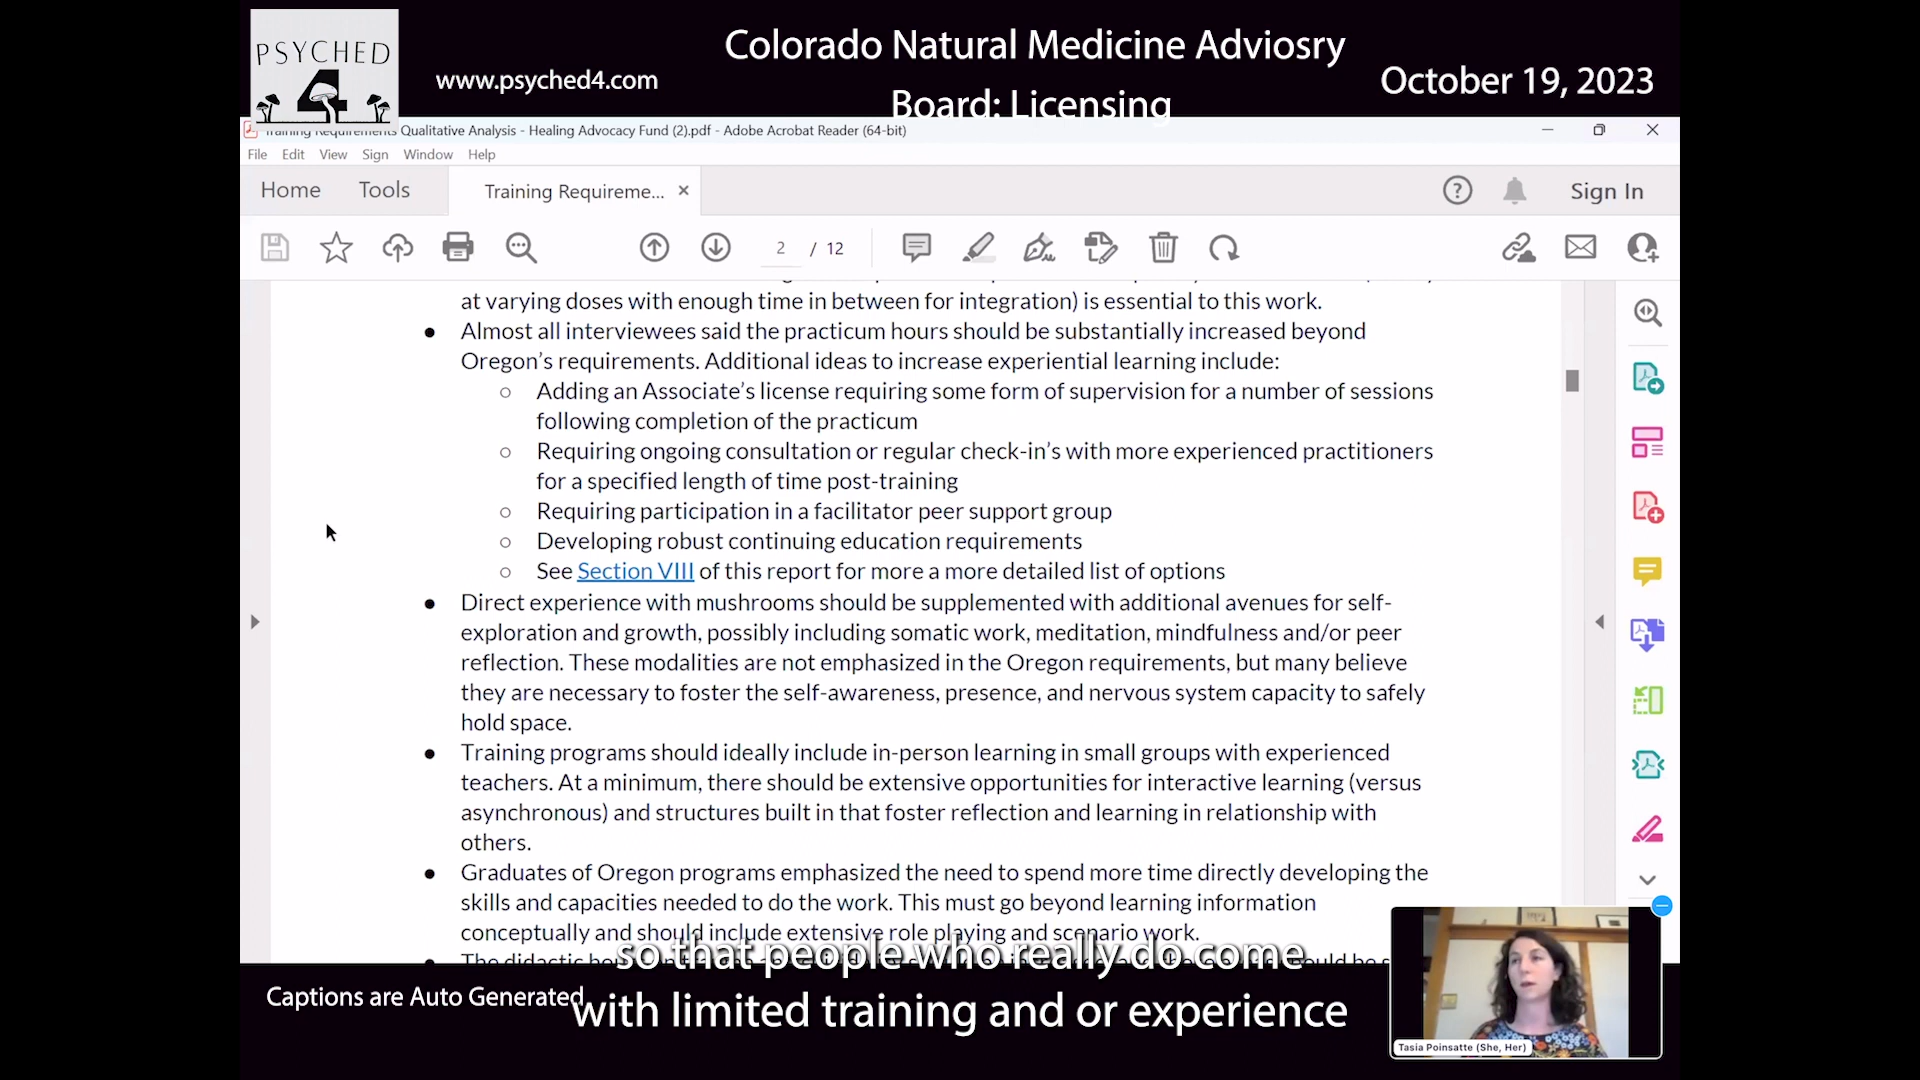 PSYCHED
4
www.psyched4.com
Colorado Natural Medicine Adviosry
Board: Licensing
October 19, 2023
Training Requirements Qualitative Analysis - Healing Advocacy Fund (2).pdf - Adobe Acrobat Reader (64-bit)
File Edit View Sign Window Help
Home Tools Training Requireme... × Sign In
2 / 12
at varying doses with enough time in between for integration) is essential to this work.
● Almost all interviewees said the practicum hours should be substantially increased beyond
Oregon's requirements. Additional ideas to increase experiential learning include:
○ Adding an Associate's license requiring some form of supervision for a number of sessions
following completion of the practicum
○ Requiring ongoing consultation or regular check-in's with more experienced practitioners
for a specified length of time post-training
○ Requiring participation in a facilitator peer support group
○ Developing robust continuing education requirements
○ See Section VIII of this report for more a more detailed list of options
● Direct experience with mushrooms should be supplemented with additional avenues for self-
exploration and growth, possibly including somatic work, meditation, mindfulness and/or peer
reflection. These modalities are not emphasized in the Oregon requirements, but many believe
they are necessary to foster the self-awareness, presence, and nervous system capacity to safely
hold space.
● Training programs should ideally include in-person learning in small groups with experienced
teachers. At a minimum, there should be extensive opportunities for interactive learning (versus
asynchronous) and structures built in that foster reflection and learning in relationship with
others.
● Graduates of Oregon programs emphasized the need to spend more time directly developing the
skills and capacities needed to do the work. This must go beyond learning information
conceptually and should include extensive role playing and scenario work.
● The didactic
so that people who really do come
with limited training and or experience
Captions are Auto Generated
Tasia Poinsatte (She, Her)